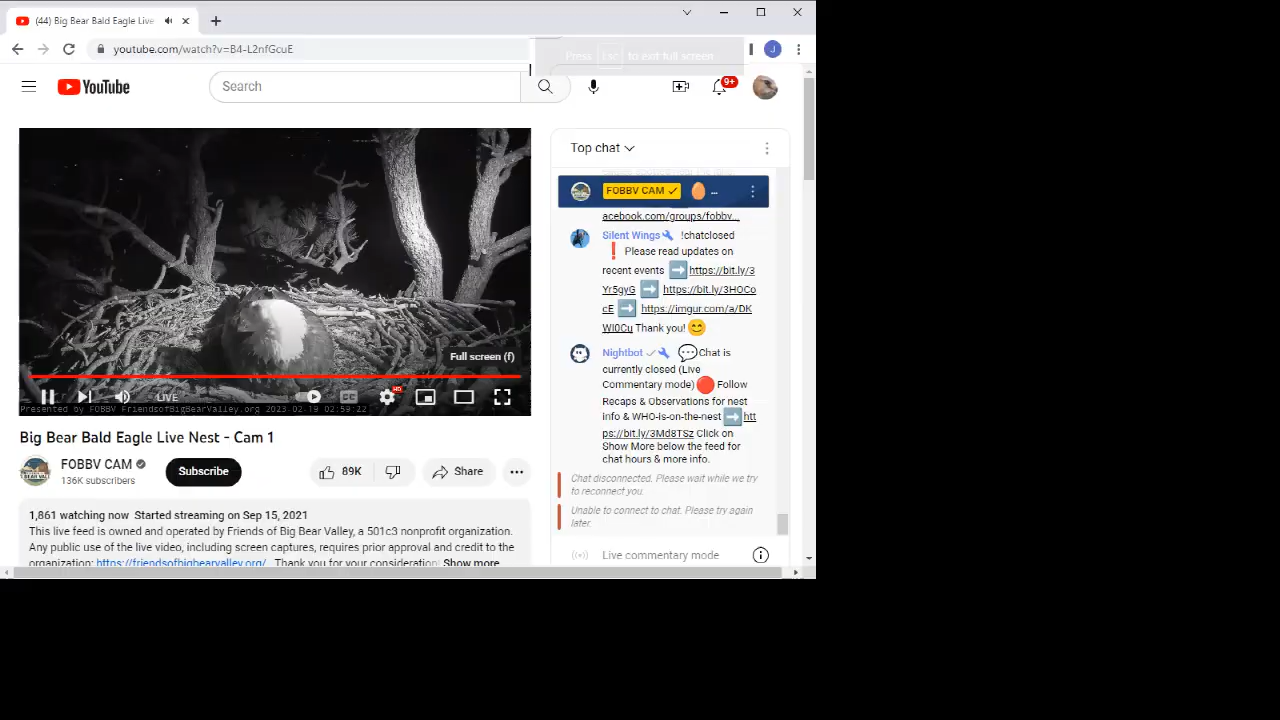 (44) Big Bear Bald Eagle Live
youtube.com/watch?v=B4-L2nfGcuE
Press Esc to exit full screen
YouTube
Search
9+
J
Full screen (f)
LIVE
HD
CC
Presented by FOBBV FriendsofBigBearValley.org 2023-02-19 02:59:22
Big Bear Bald Eagle Live Nest - Cam 1
FOBBV CAM
136K subscribers
Subscribe
89K
Share
1,861 watching now Started streaming on Sep 15, 2021
This live feed is owned and operated by Friends of Big Bear Valley, a 501c3 nonprofit organization.
Any public use of the live video, including screen captures, requires prior approval and credit to the
organization: https://friendsofbigbearvalley.org/ Thank you for your consideration! Show more
Top chat
FOBBV CAM ...
acebook.com/groups/fobbv...
Silent Wings !chatclosed
❗ Please read updates on
recent events ➡️ https://bit.ly/3
Yr5gyG ➡️ https://bit.ly/3HOCo
cE ➡️ https://imgur.com/a/DK
WI0Cu Thank you! 😊
Nightbot 💬Chat is
currently closed (Live
Commentary mode) 🔴 Follow
Recaps & Observations for nest
info & WHO-is-on-the-nest ➡️ htt
ps://bit.ly/3Md8TSz Click on
Show More below the feed for
chat hours & more info.
Chat disconnected. Please wait while we try
to reconnect you.
Unable to connect to chat. Please try again
later.
Live commentary mode